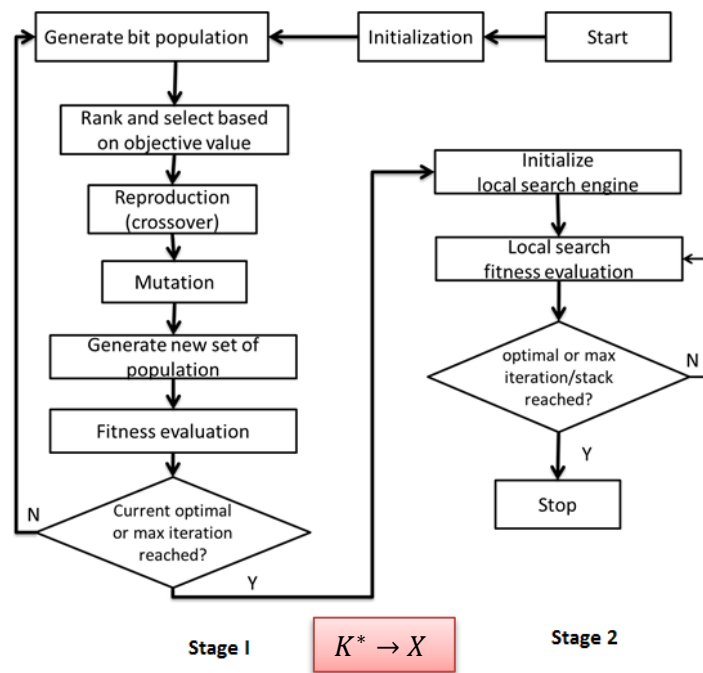 Generate bit population
Initialization
Start
Rank and select based
on objective value
Reproduction
(crossover)
Mutation
Generate new set of
population
Fitness evaluation
Current optimal
or max iteration
reached?
N
Y
Initialize
local search engine
Local search
fitness evaluation
optimal or max
iteration/stack
reached?
N
Y
Stop
Stage I
K* → X
Stage 2